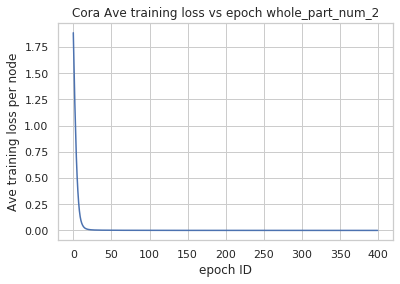 Cora Ave training loss vs epoch whole_part_num_2
Ave training loss per node
1.75
1.50
1.25
1.00
0.75
0.50
0.25
0.00
0 50 100 150 200 250 300 350 400
epoch ID